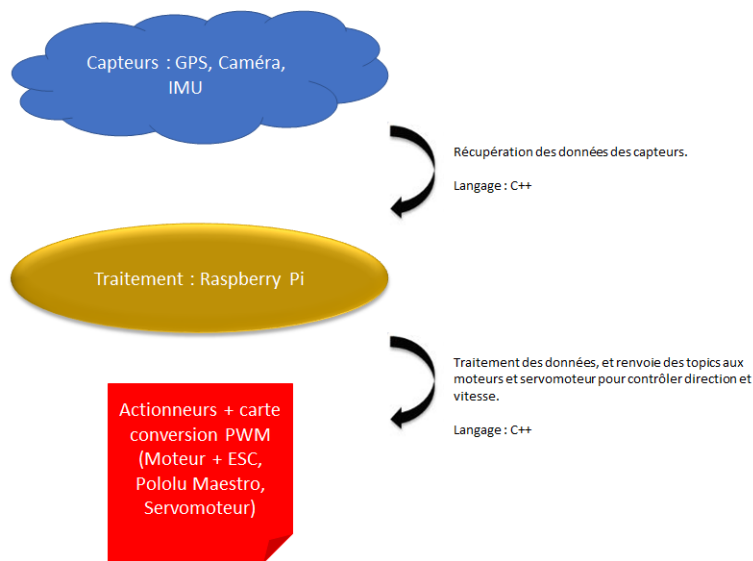 Capteurs : GPS, Caméra,
IMU
Récupération des données des capteurs.
Langage : C++
Traitement : Raspberry Pi
Traitement des données, et renvoie des topics aux
moteurs et servomoteur pour contrôler direction et
vitesse.
Langage : C++
Actionneurs + carte
conversion PWM
(Moteur + ESC,
Pololu Maestro,
Servomoteur)